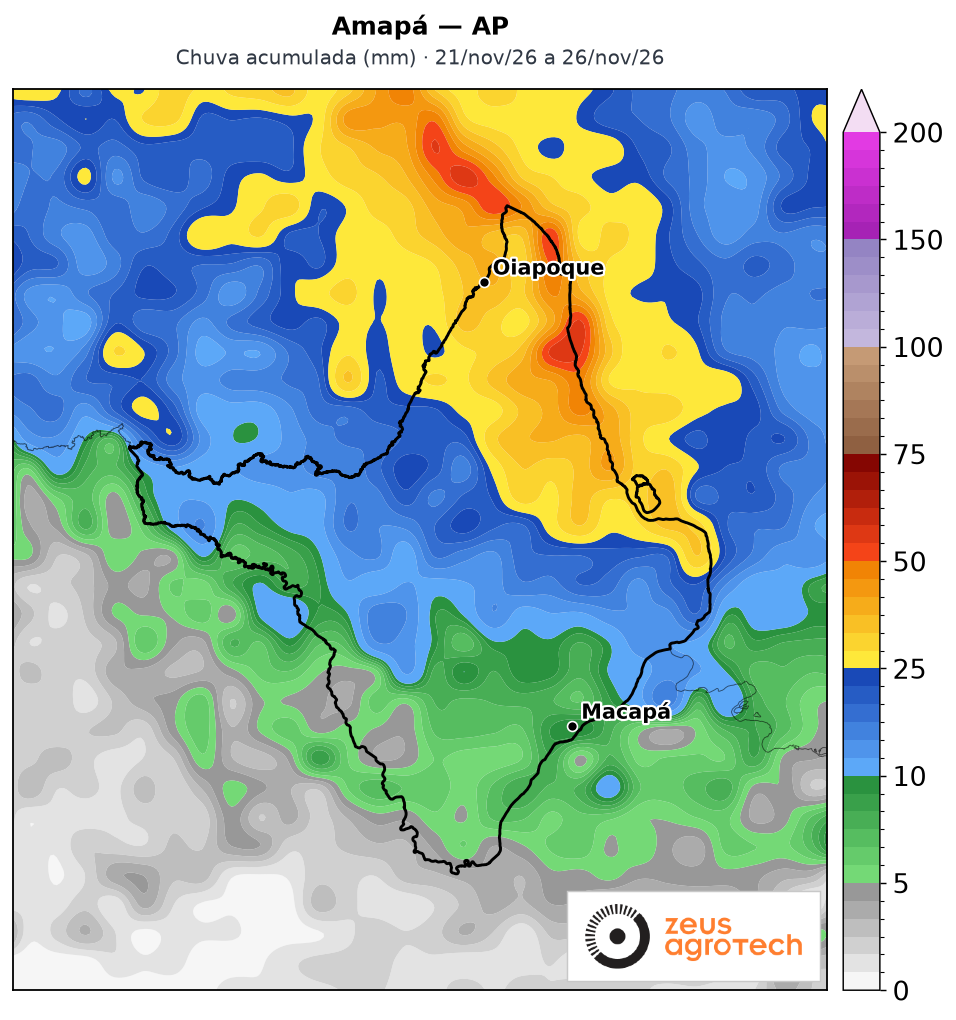 Amapá — AP
Chuva acumulada (mm) · 21/nov/26 a 26/nov/26
200
150
100
75
50
25
10
5
0
Oiapoque
Macapá
zeus
agrotech